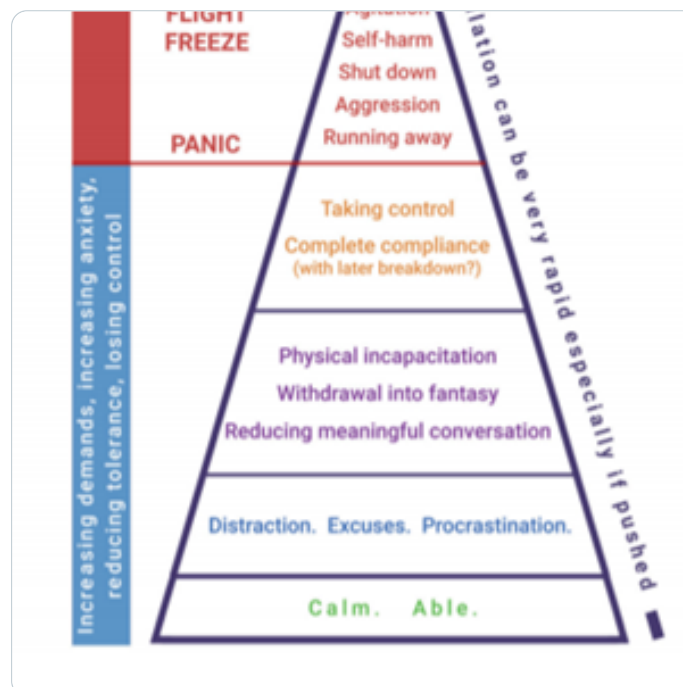 FLIGHT
FREEZE
PANIC
Agitation
Self-harm
Shut down
Aggression
Running away
Taking control
Complete compliance
(with later breakdown?)
Physical incapacitation
Withdrawal into fantasy
Reducing meaningful conversation
Distraction. Excuses. Procrastination.
Calm. Able.
Increasing demands, increasing anxiety,
reducing tolerance, losing control
can be very rapid especially if pushed